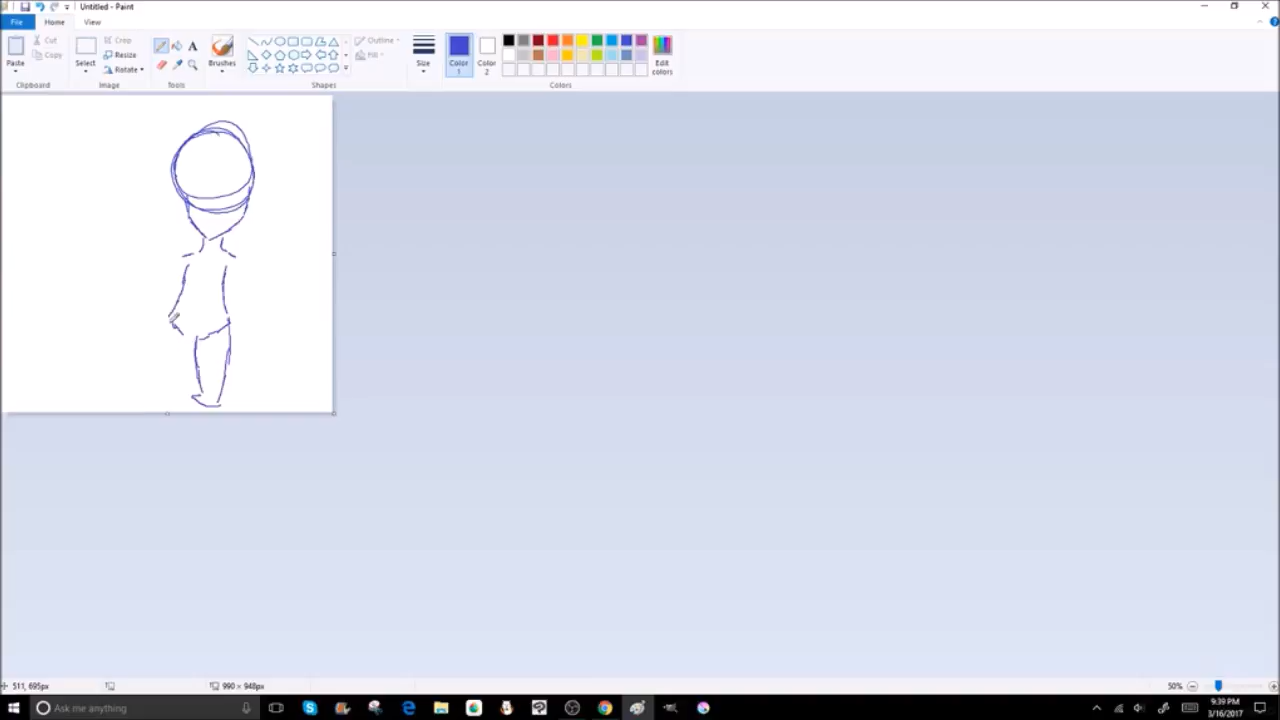 Untitled - Paint
File Home View
Paste Cut Copy
Clipboard
Select Crop Resize Rotate
Image
A
Tools
Brushes
Outline
Fill
Shapes
Size
Color 1
Color 2
Edit colors
Colors
511, 695px
990 × 948px
50%
Ask me anything
9:39 PM
3/16/2017